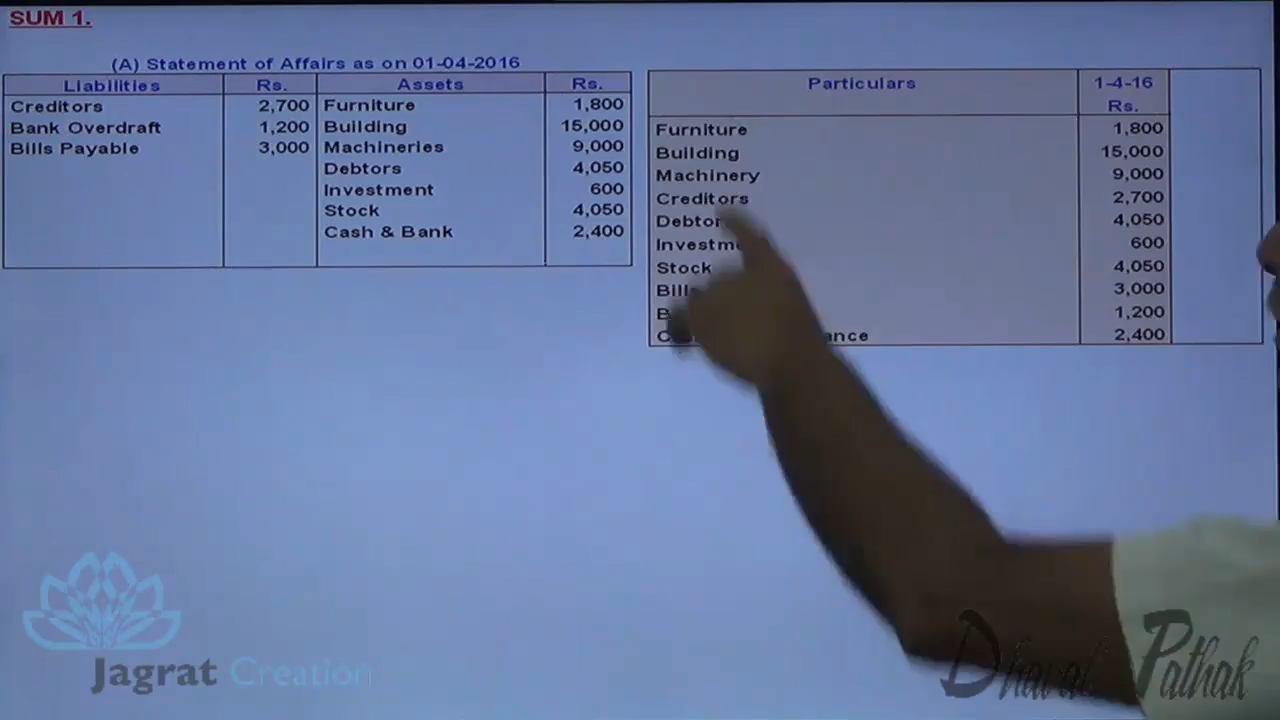 SUM 1.
(A) Statement of Affairs as on 01-04-2016
Liabilities Rs. Assets Rs.
Creditors 2,700 Furniture 1,800
Bank Overdraft 1,200 Building 15,000
Bills Payable 3,000 Machineries 9,000
Debtors 4,050
Investment 600
Stock 4,050
Cash & Bank 2,400
Particulars 1-4-16
Rs.
Furniture 1,800
Building 15,000
Machinery 9,000
Creditors 2,700
4,050
600
Stock 4,050
3,000
1,200
2,400
Jagrat Creation
Dhaval Pathak